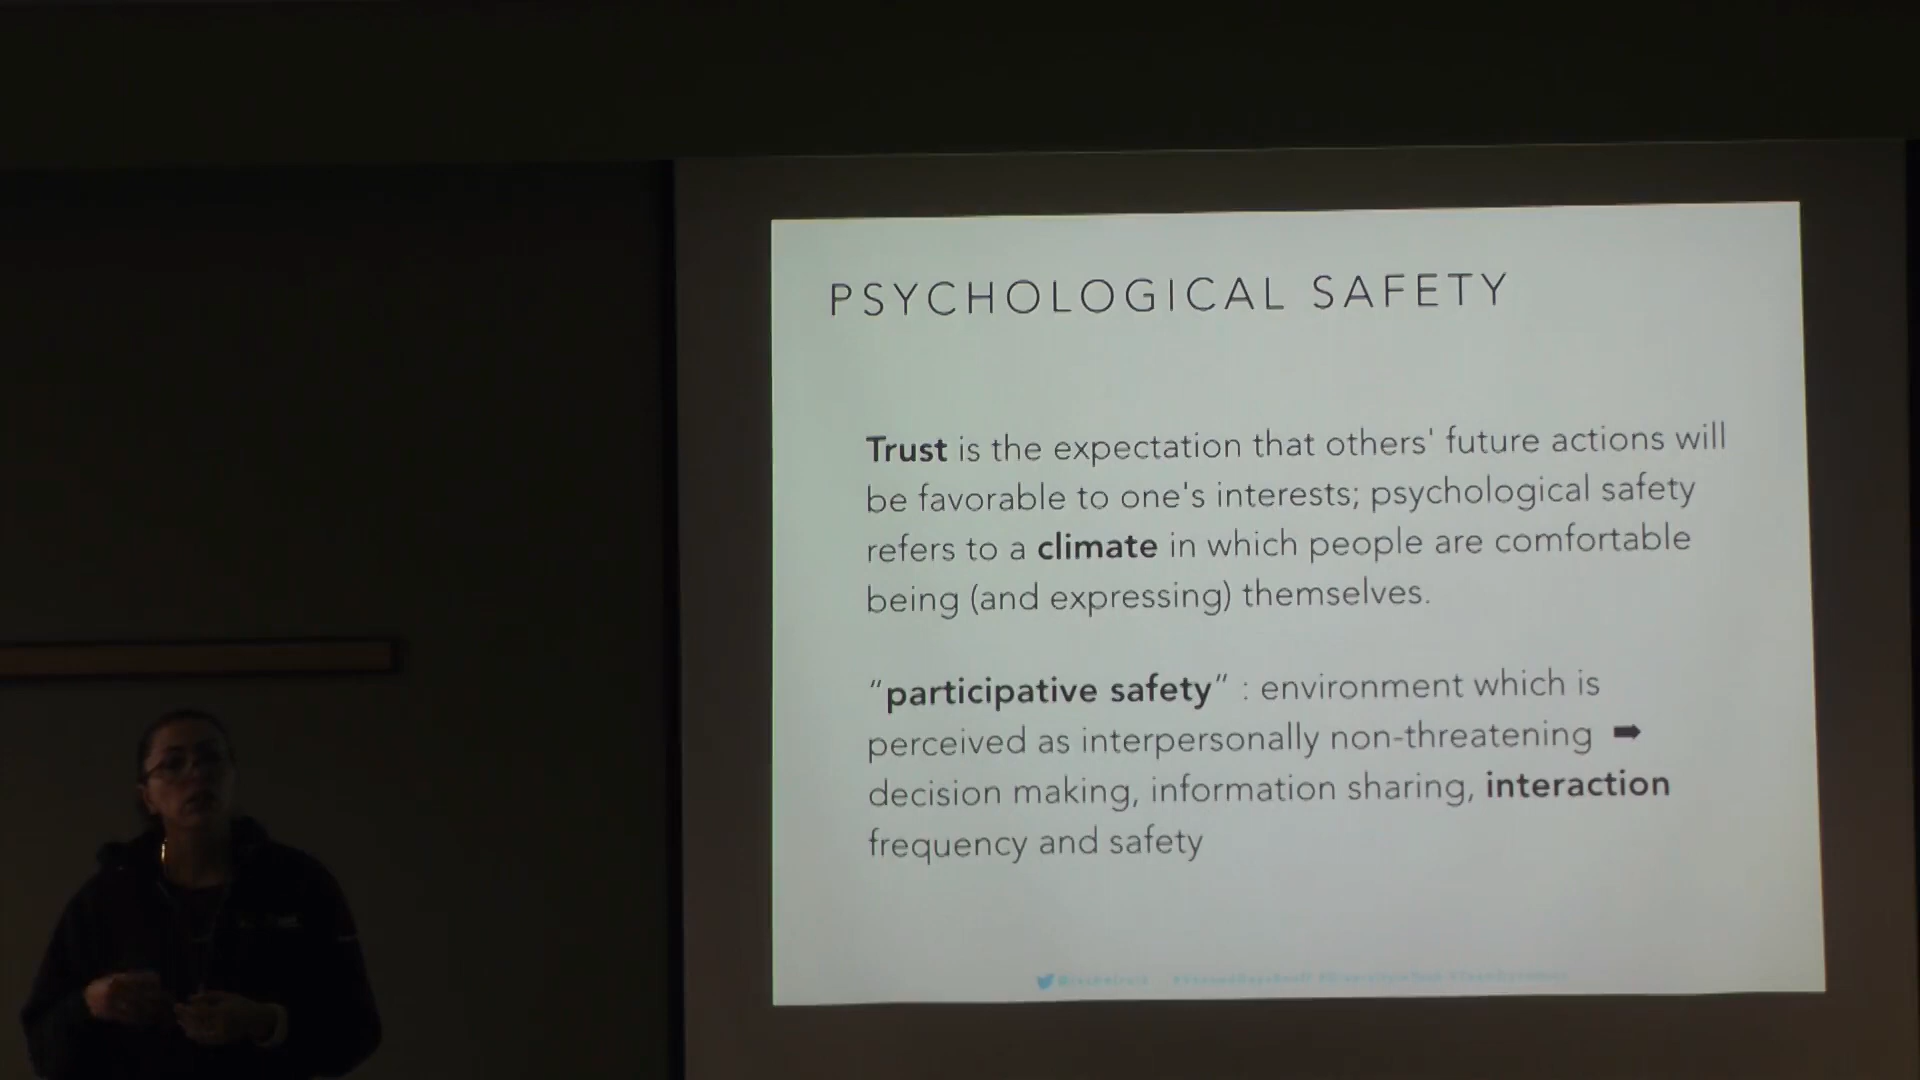 PSYCHOLOGICAL SAFETY
Trust is the expectation that others' future actions will
be favorable to one's interests; psychological safety
refers to a climate in which people are comfortable
being (and expressing) themselves.
“participative safety” : environment which is
perceived as interpersonally non-threatening ➡
decision making, information sharing, interaction
frequency and safety